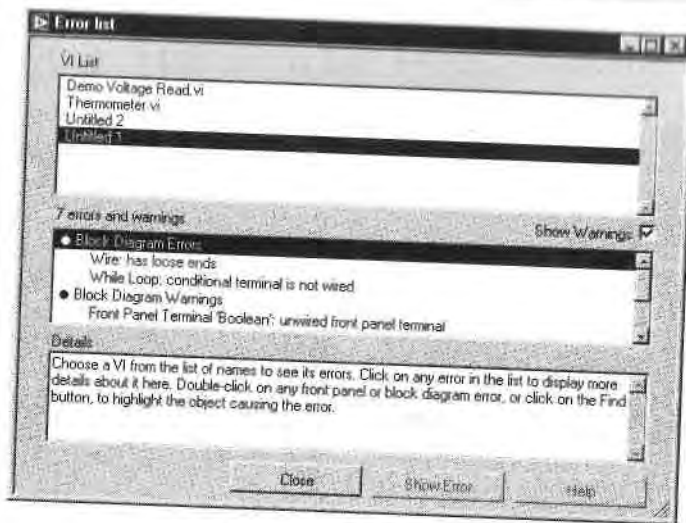 Error list
VI List
Demo Voltage Read.vi
Thermometer.vi
Untitled 2
Untitled 1
7 errors and warnings
Show Warnings
Block Diagram Errors
Wire: has loose ends
While Loop: conditional terminal is not wired
Block Diagram Warnings
Front Panel Terminal 'Boolean': unwired front panel terminal
Details
Choose a VI from the list of names to see its errors. Click on any error in the list to display more
details about it here. Double-click on any front panel or block diagram error, or click on the Find
button, to highlight the object causing the error.
Close
Show Error
Help